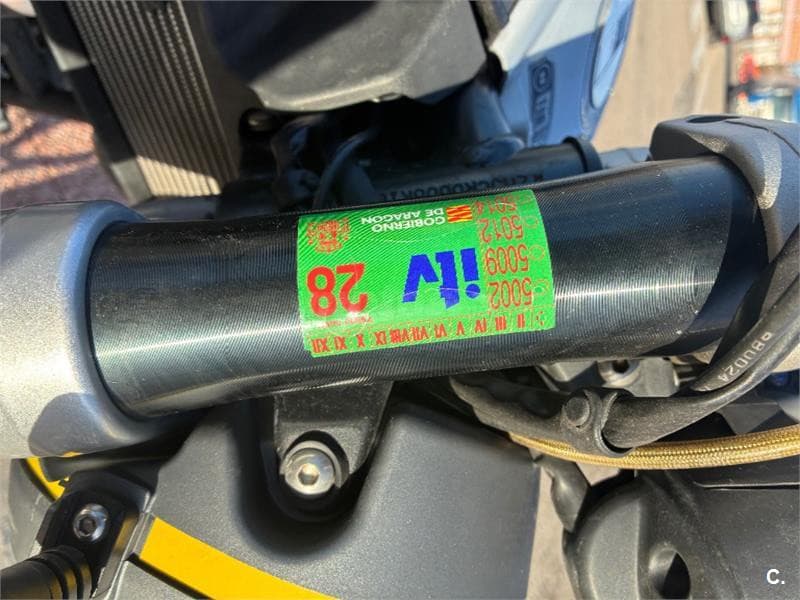 GOBIERNO
DE ARAGON
itv
28
5002
5009
5012
II III IV V VI VII VIII IX X XI XII
C.